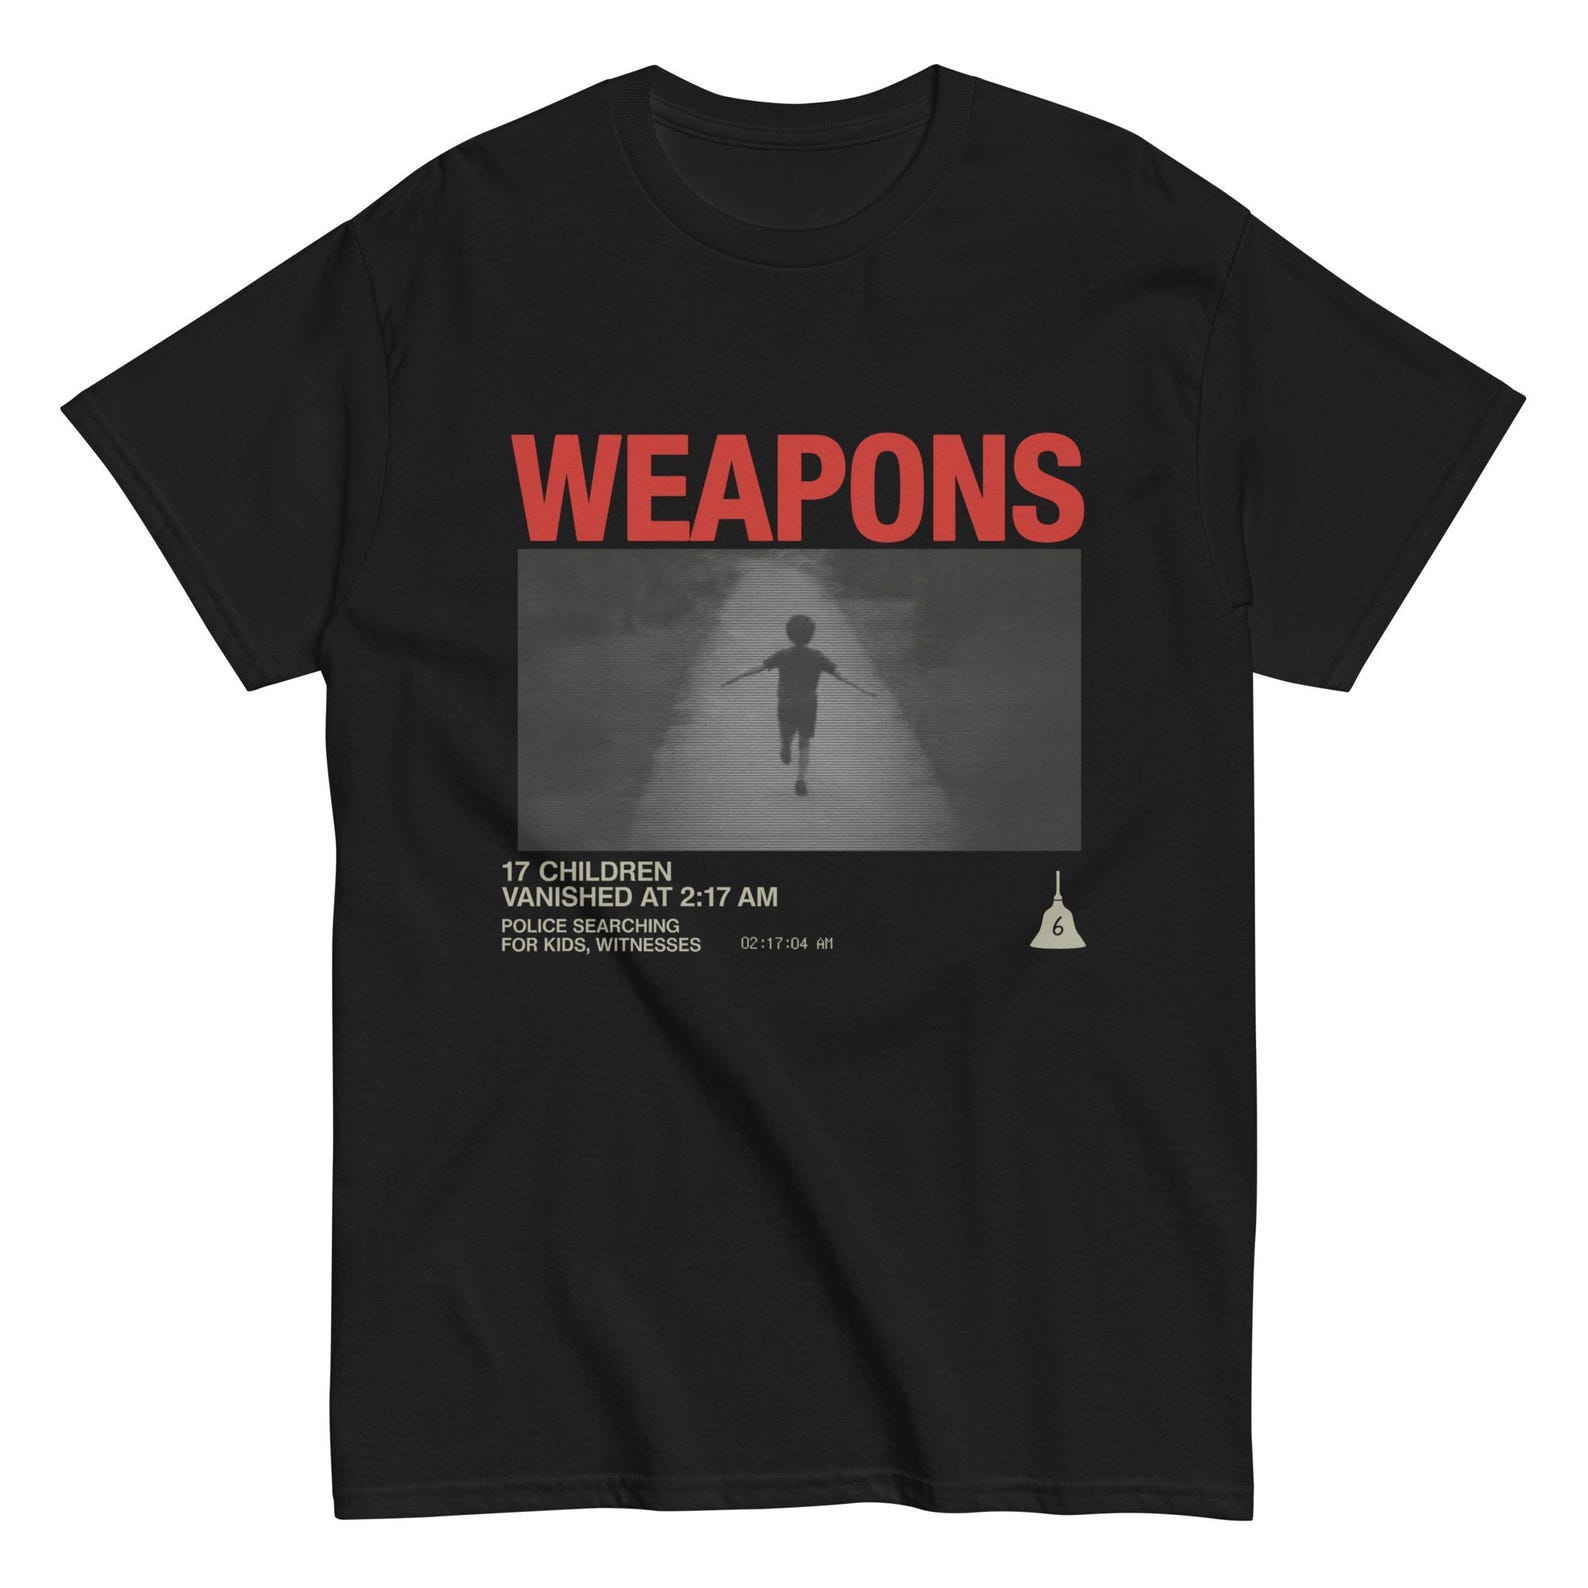 WEAPONS
17 CHILDREN
VANISHED AT 2:17 AM
POLICE SEARCHING
FOR KIDS, WITNESSES
02:17:04 AM
6